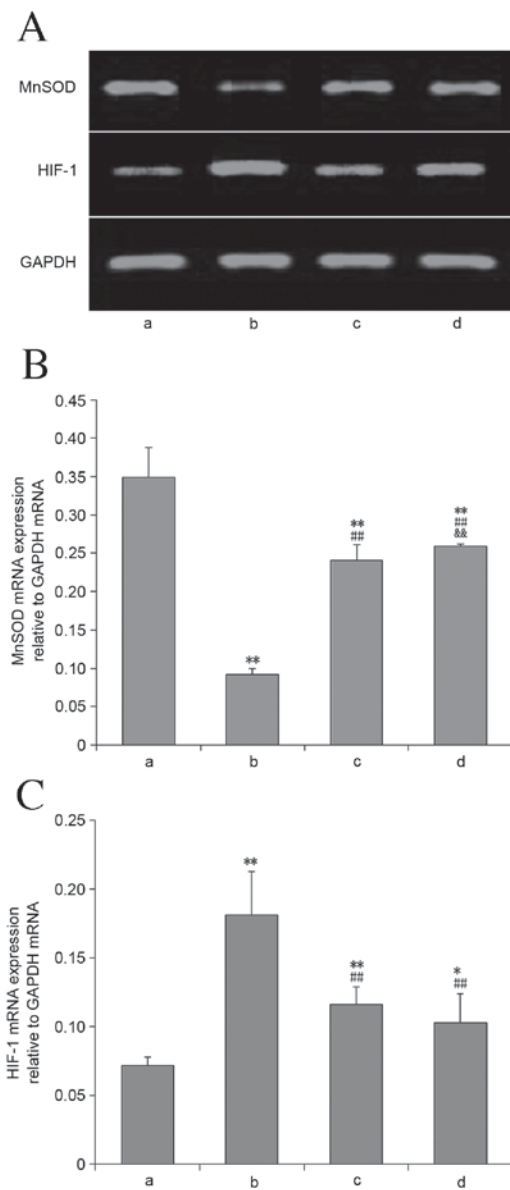 A
MnSOD
HIF-1
GAPDH
a b c d
B
MnSOD mRNA expression
relative to GAPDH mRNA
0.45
0.40
0.35
0.30
0.25
0.20
0.15
0.10
0.05
0
**
**
##
**
##
&&
a b c d
C
HIF-1 mRNA expression
relative to GAPDH mRNA
0.25
0.20
0.15
0.10
0.05
0.00
**
**
##
*
##
a b c d